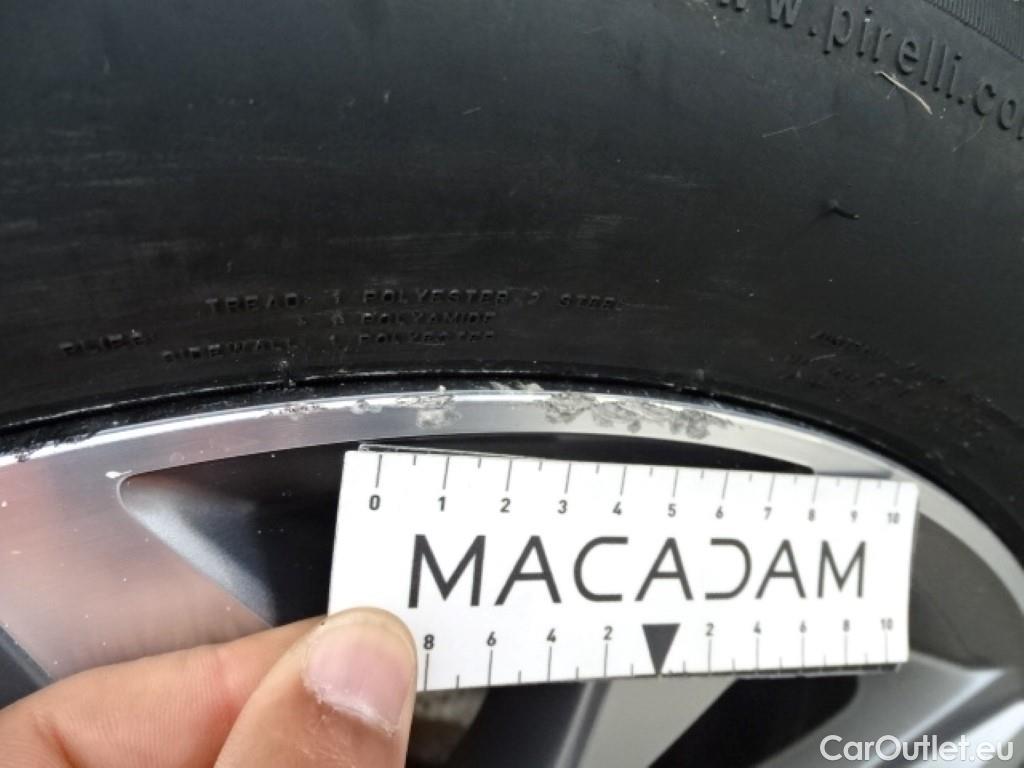 www.pirelli.co
TREAD: 1 POLYESTER 2 STEEL
POLYAMIDE
PLIES:
SIDEWALL 1 POLYESTER
0 1 2 3 4 5 6 7 8 9 10
MACADAM
8 6 4 2 2 4 6 8 10
CarOutlet.eu